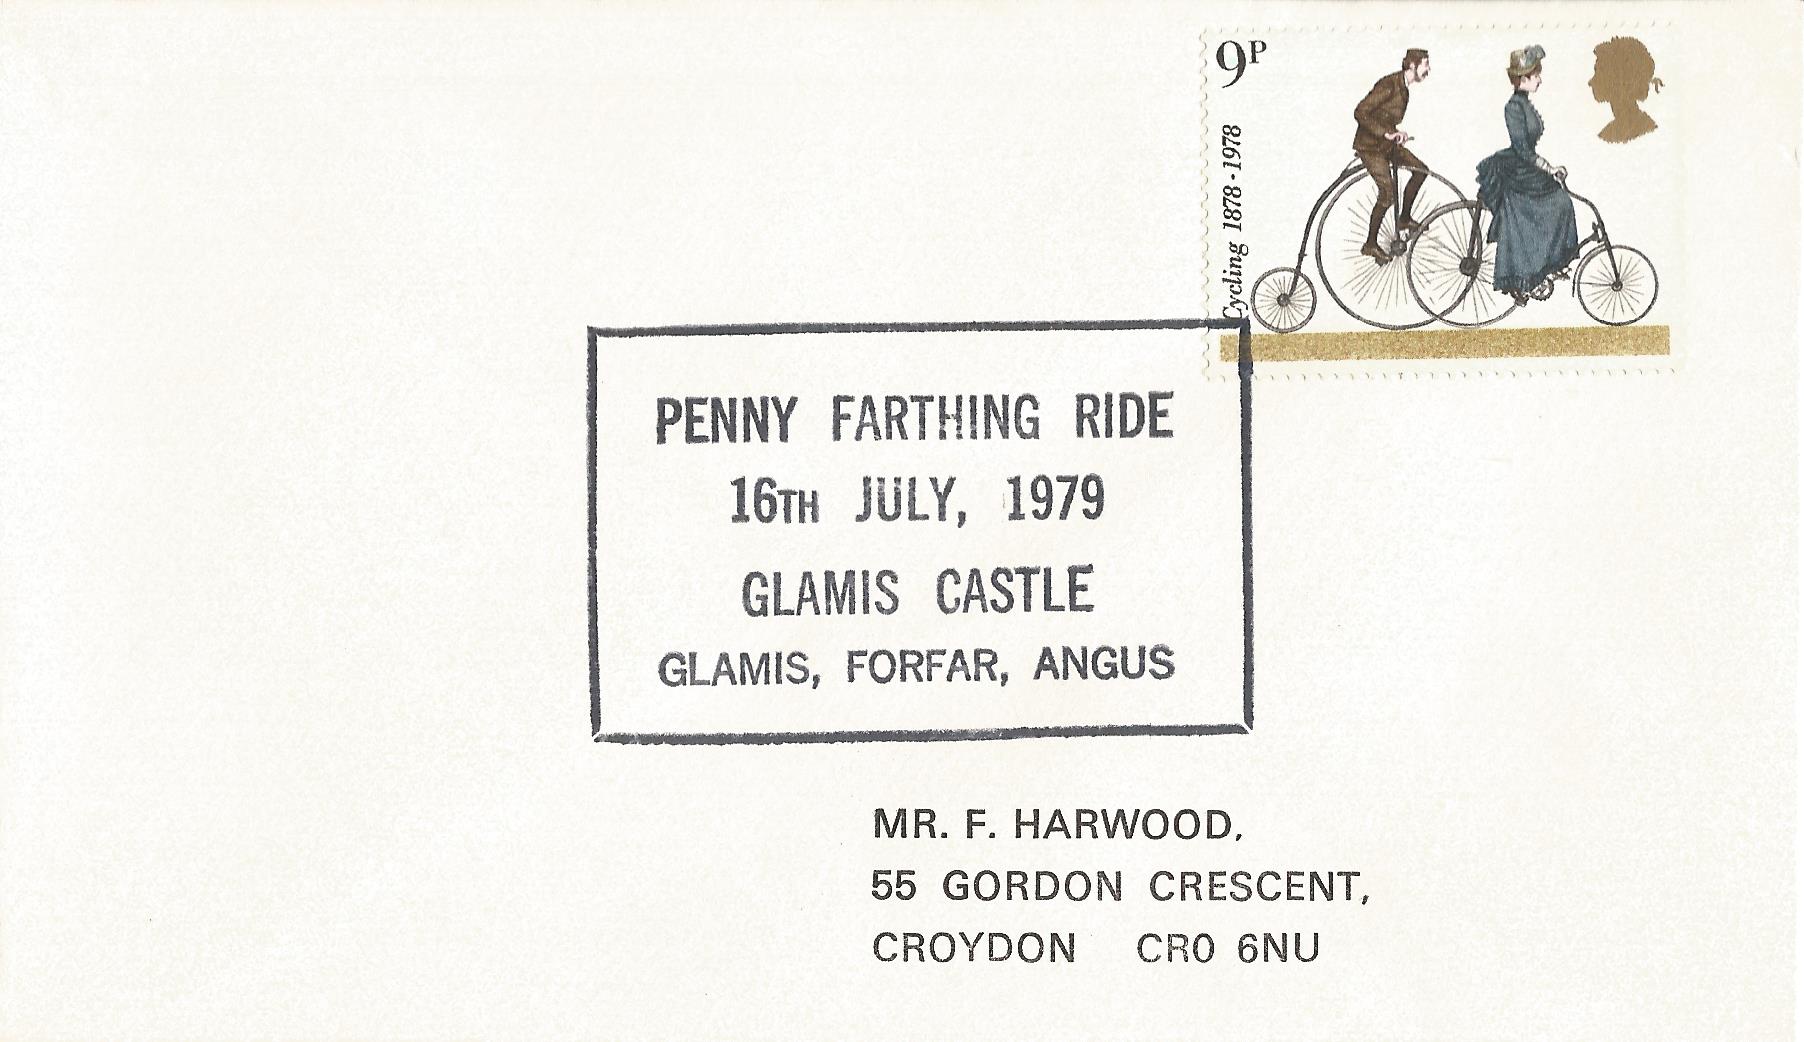 9P
Cycling 1878·1978
PENNY FARTHING RIDE
16TH JULY, 1979
GLAMIS CASTLE
GLAMIS, FORFAR, ANGUS
MR. F. HARWOOD,
55 GORDON CRESCENT,
CROYDON CR0 6NU